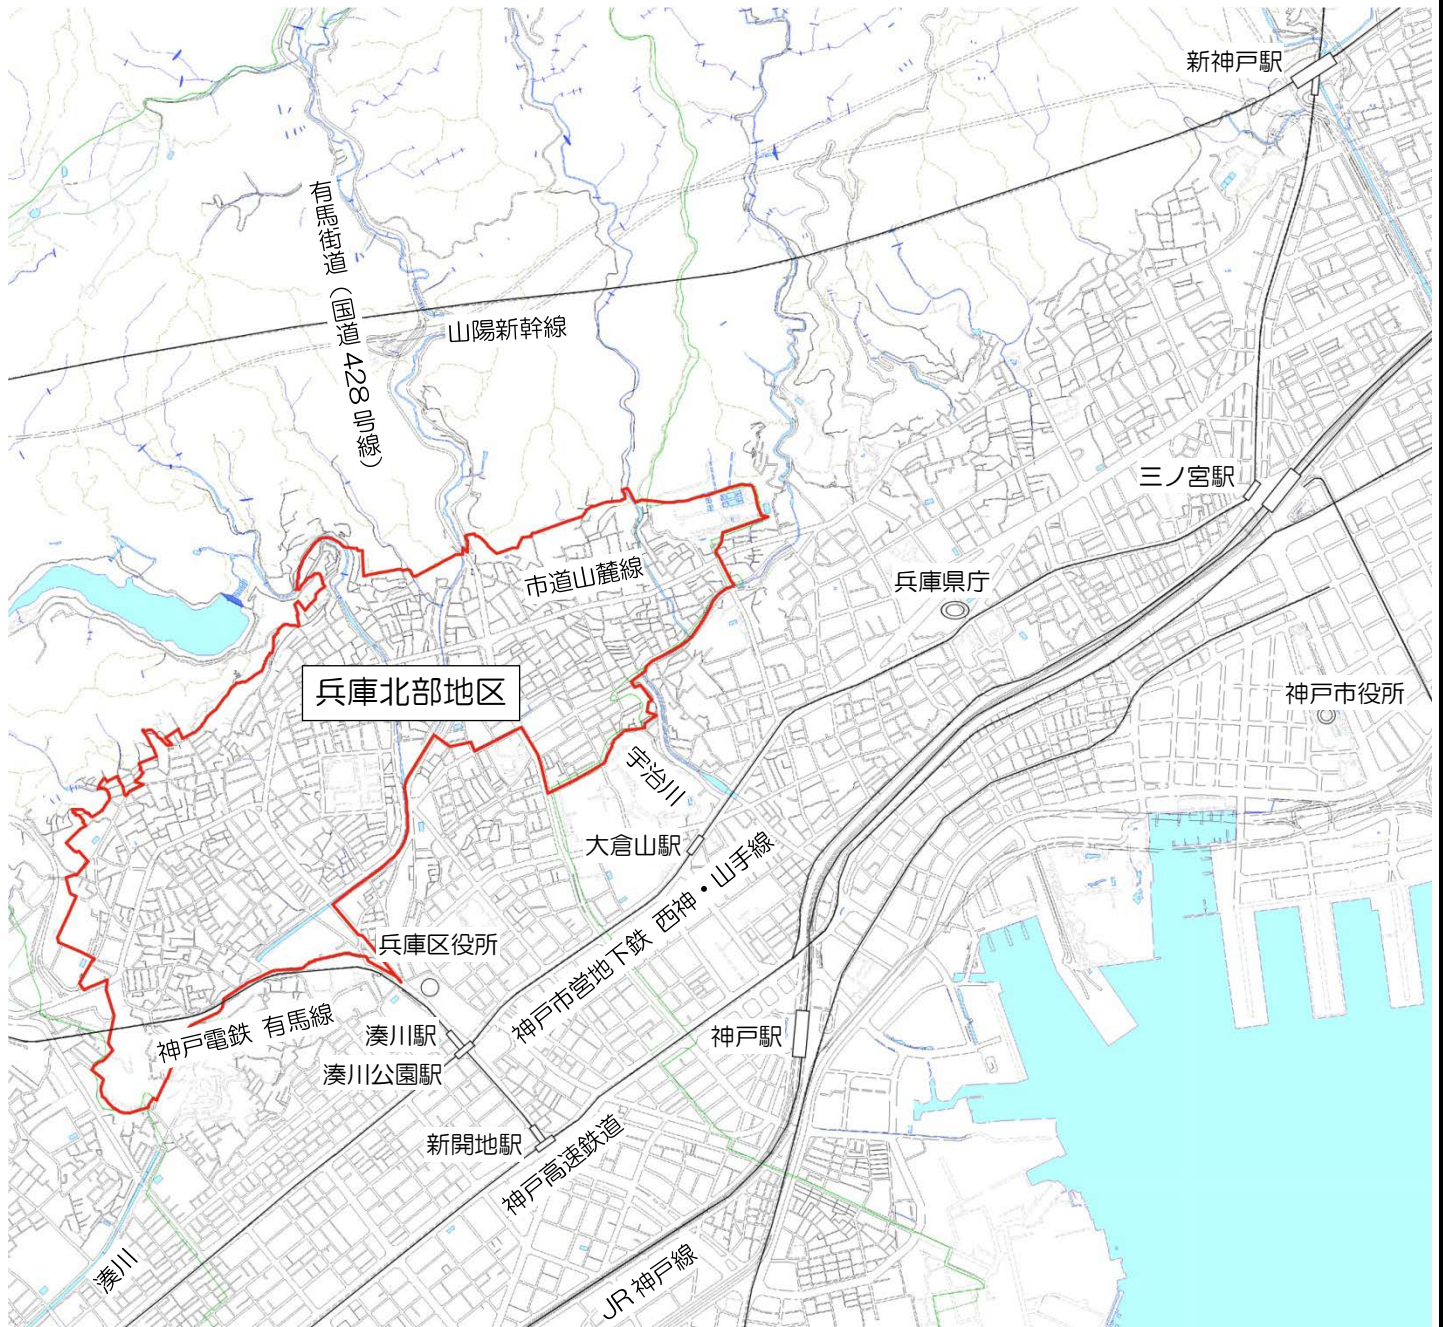 新神戸駅
有馬街道（国道428号線）
山陽新幹線
三ノ宮駅
市道山麓線
兵庫県庁
兵庫北部地区
神戸市役所
宇治川
大倉山駅
神戸市営地下鉄 西神・山手線
兵庫区役所
神戸電鉄 有馬線
湊川駅
神戸駅
湊川公園駅
新開地駅
神戸高速鉄道
湊川
JR神戸線